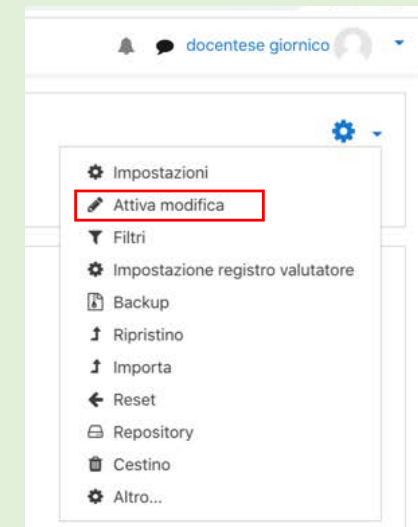 docentese giornico
Impostazioni
Attiva modifica
Filtri
Impostazione registro valutatore
Backup
Ripristino
Importa
Reset
Repository
Cestino
Altro...